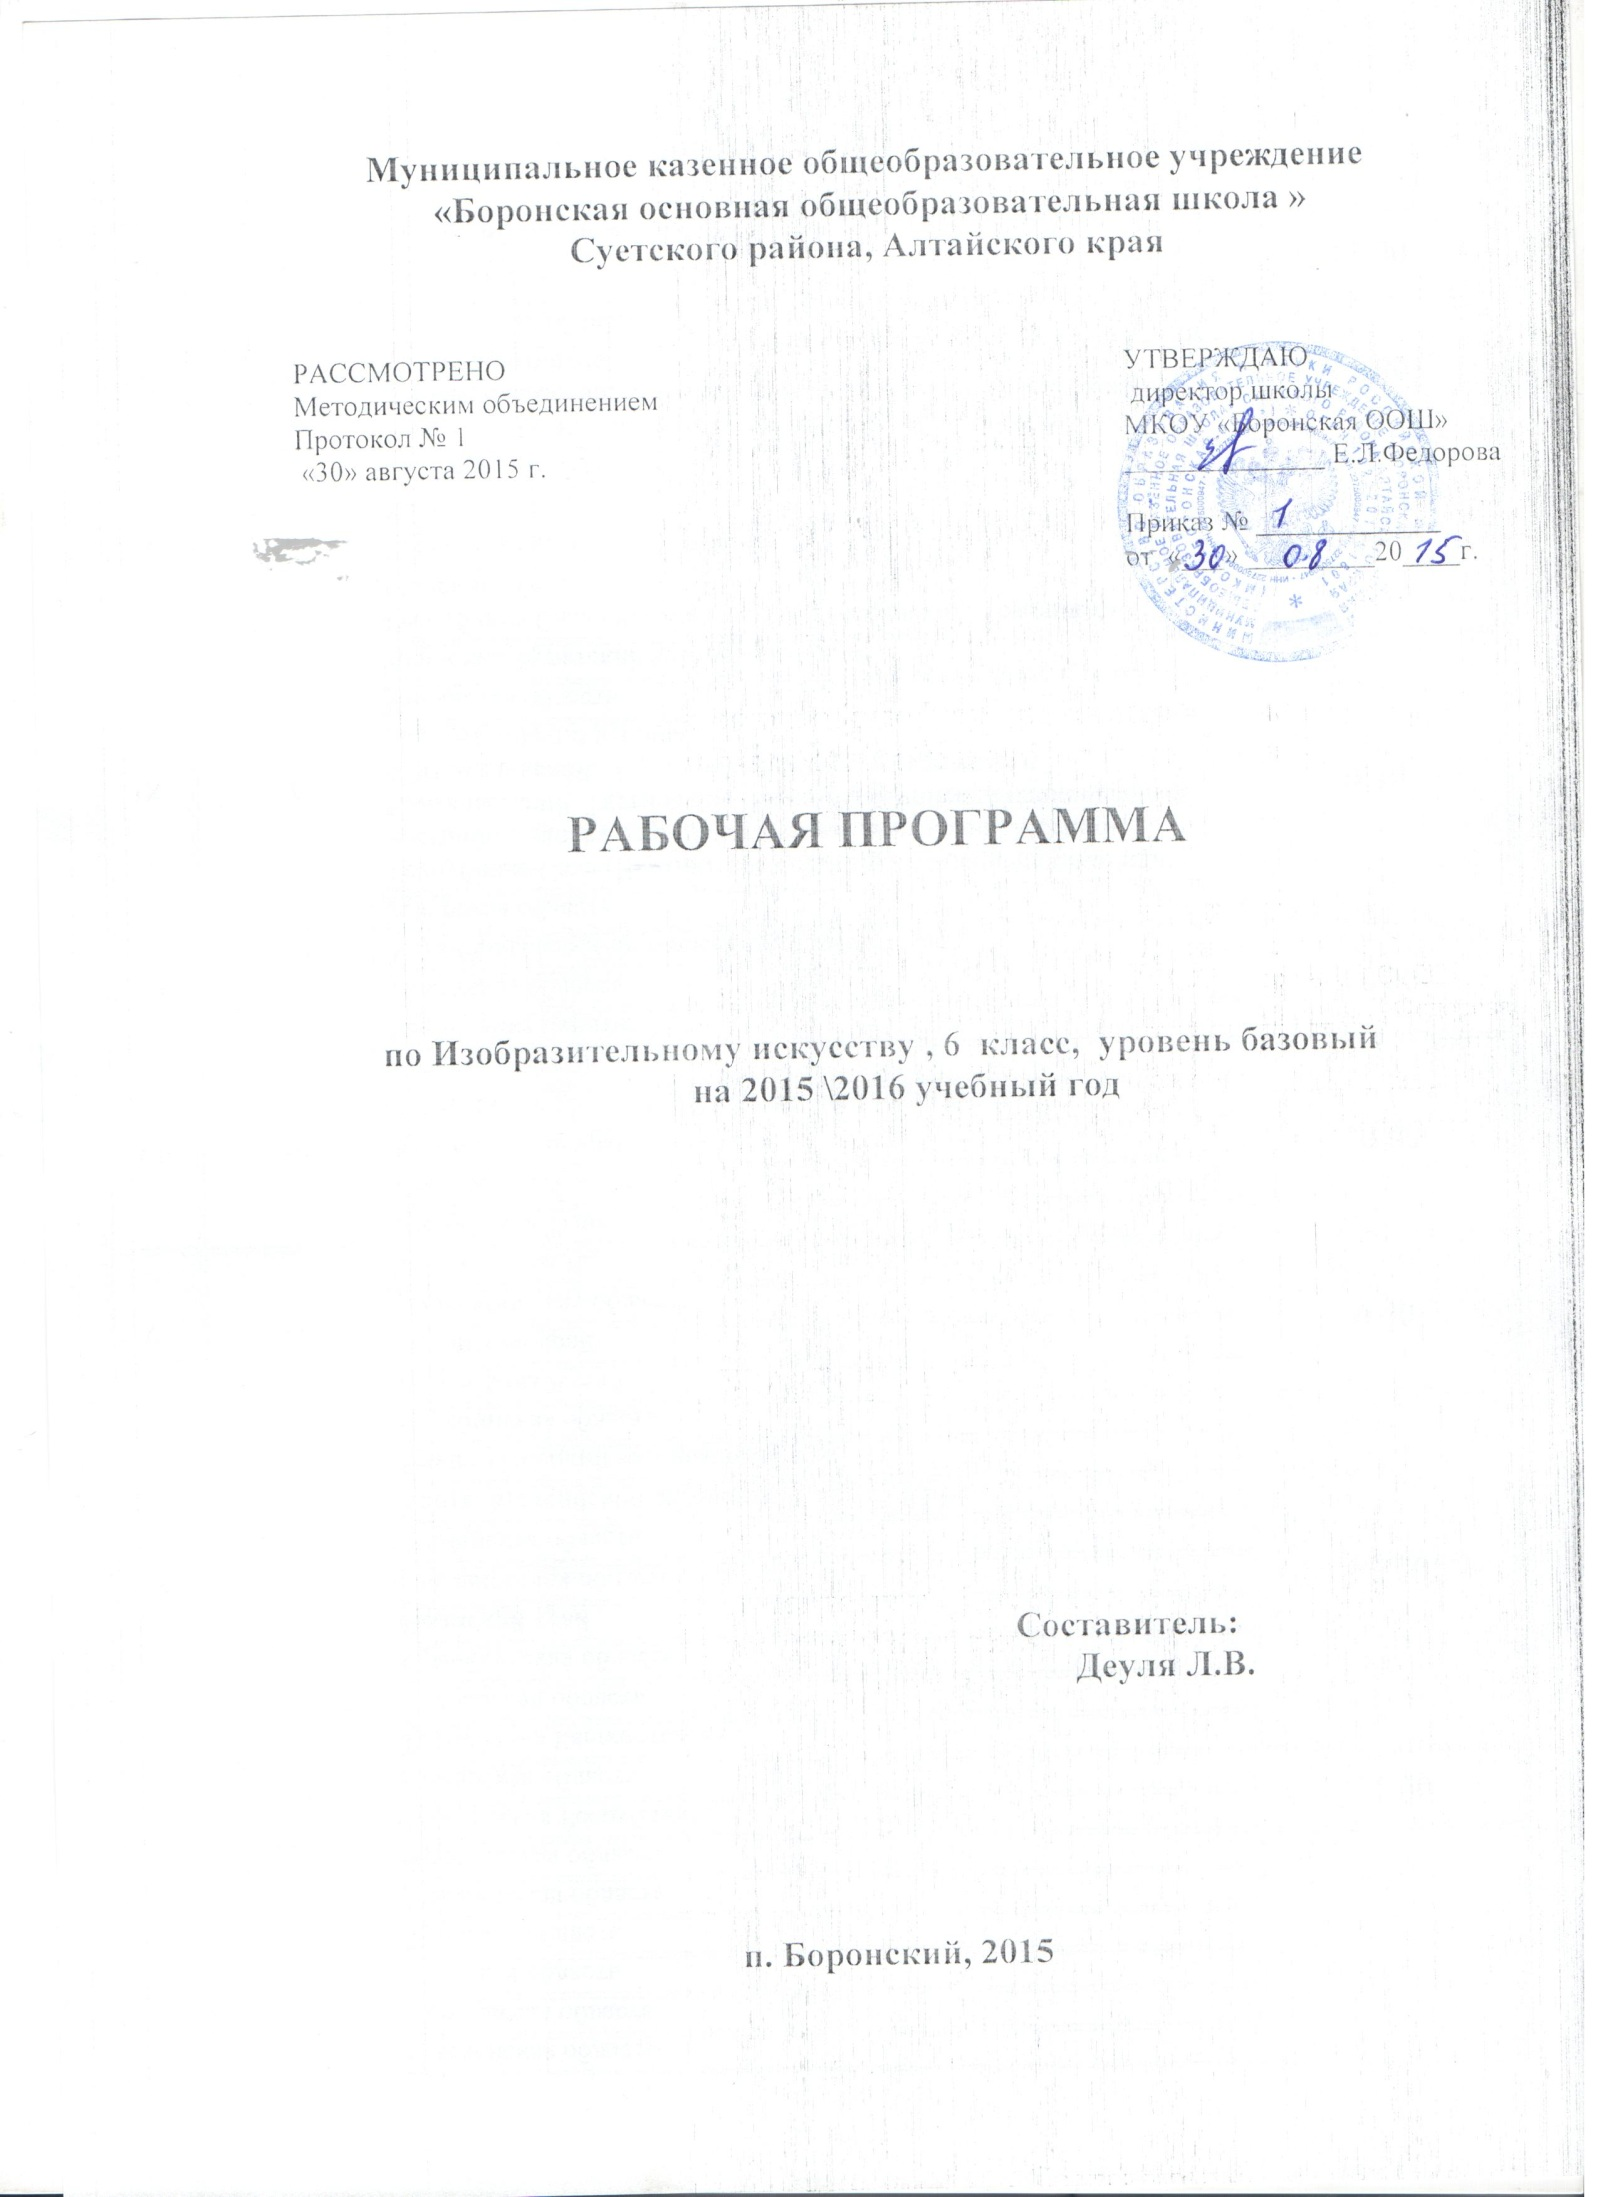 Муниципальное казенное общеобразовательное учреждение
«Боронская основная общеобразовательная школа »
Суетского района, Алтайского края
РАССМОТРЕНО
Методическим объединением
Протокол № 1
«30» августа 2015 г.
УТВЕРЖДАЮ
директор школы
МКОУ «Боронская ООШ»
Е.Л.Федорова
Приказ № 1
от «30» 08 2015 г.
РАБОЧАЯ ПРОГРАММА
по Изобразительному искусству , 6 класс, уровень базовый
на 2015 \2016 учебный год
Составитель:
Деуля Л.В.
п. Боронский, 2015